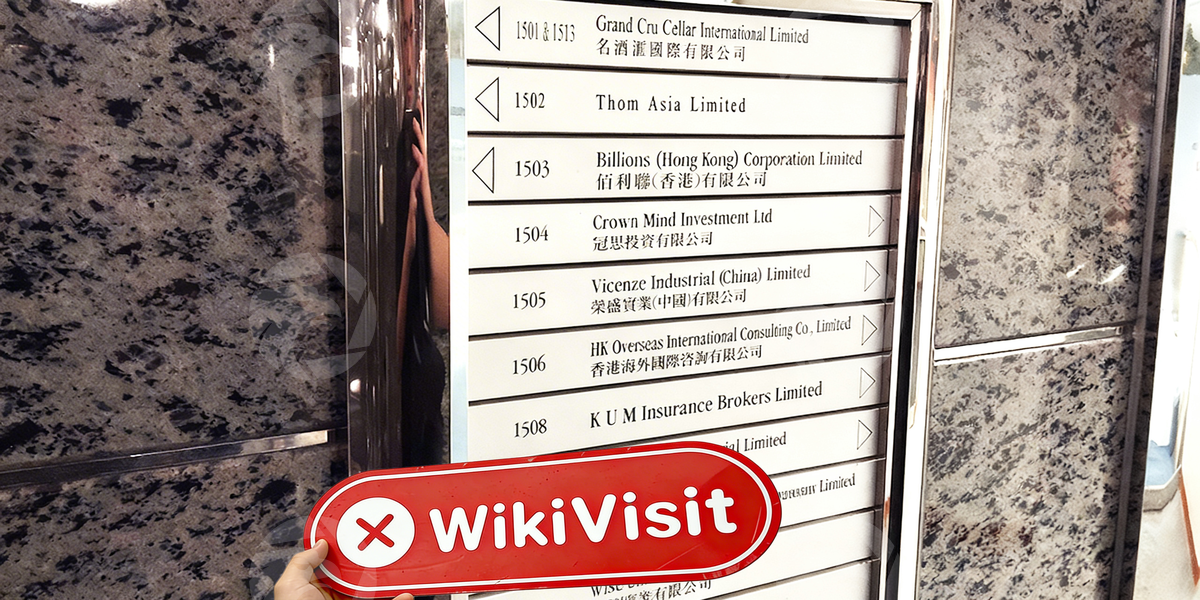 1501 & 1513 Grand Cru Cellar International Limited
名酒滙國際有限公司
1502 Thom Asia Limited
1503 Billions (Hong Kong) Corporation Limited
佰利聯(香港)有限公司
1504 Crown Mind Investment Ltd
冠思投資有限公司
1505 Vicenze Industrial (China) Limited
榮盛實業(中國)有限公司
1506 HK Overseas International Consulting Co., Limited
香港海外國際咨詢有限公司
1508 K U M Insurance Brokers Limited
Limited
Limited
WikiVisit
有限公司